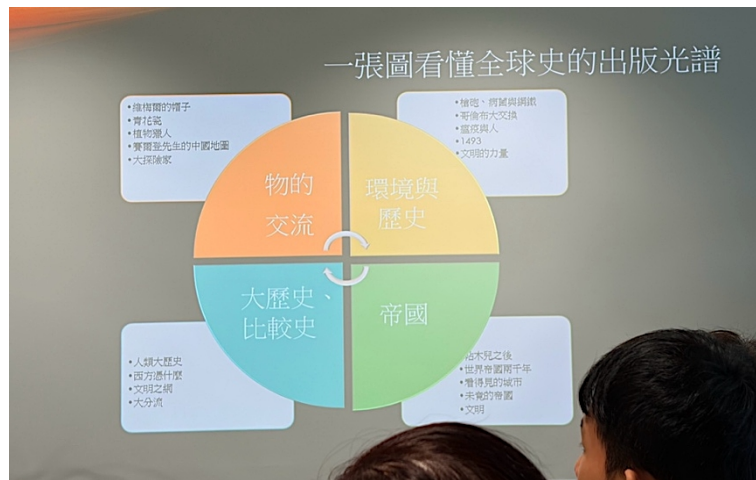 一張圖看懂全球史的出版光譜
•維梅爾的帽子
•青花瓷
•植物獵人
•賽爾登先生的中國地圖
•大探險家
•槍砲、病菌與鋼鐵
•哥倫布大交換
•瘟疫與人
•1493
•文明的力量
物的
交流
環境與
歷史
大歷史、
比較史
帝國
•人類大歷史
•西方憑什麼
•文明之網
•大分流
帖木兒之後
•世界帝國兩千年
•看得見的城市
•未竟的帝國
•文明